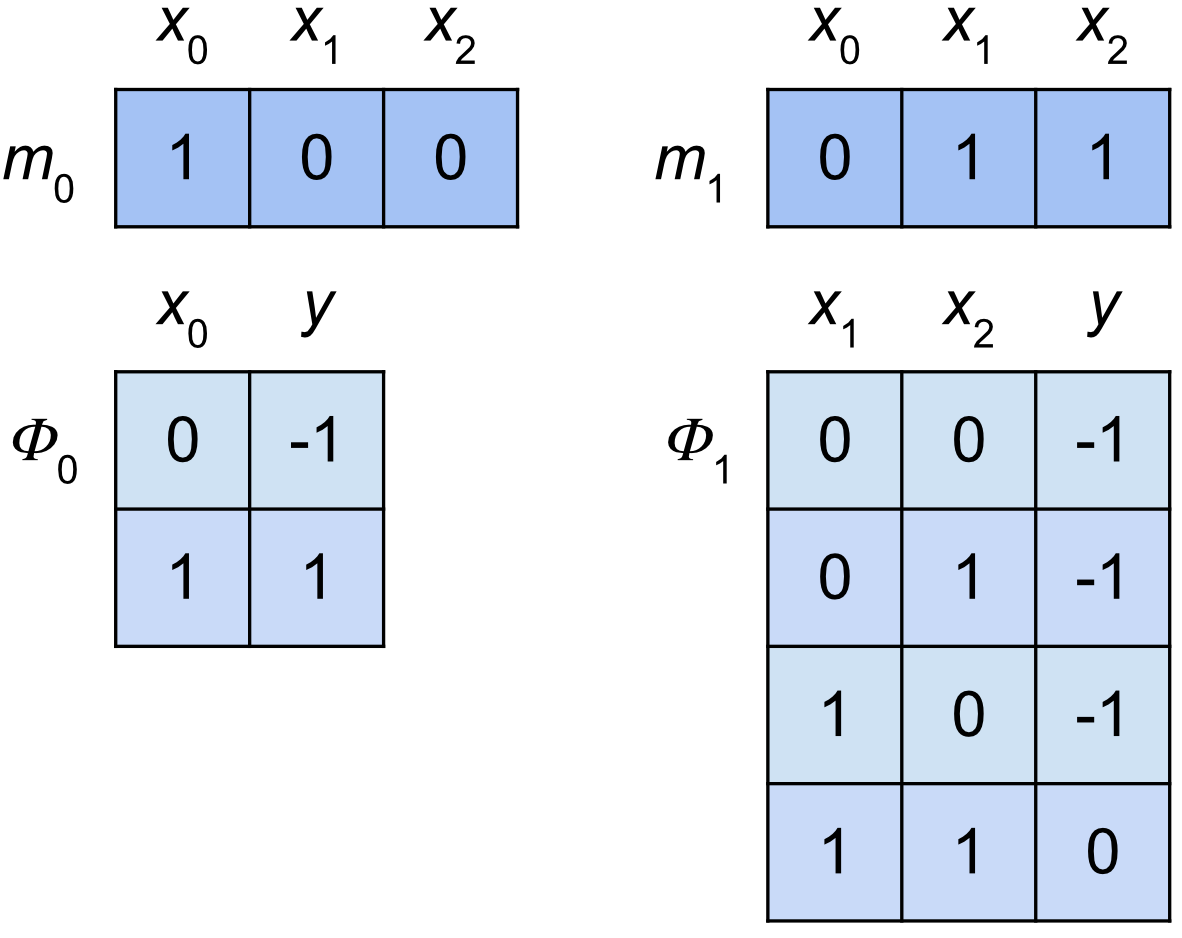 x₀ x₁ x₂
m₀ 1 0 0
x₀ y
Φ₀ 0 -1
1 1
x₀ x₁ x₂
m₁ 0 1 1
x₁ x₂ y
Φ₁ 0 0 -1
0 1 -1
1 0 -1
1 1 0